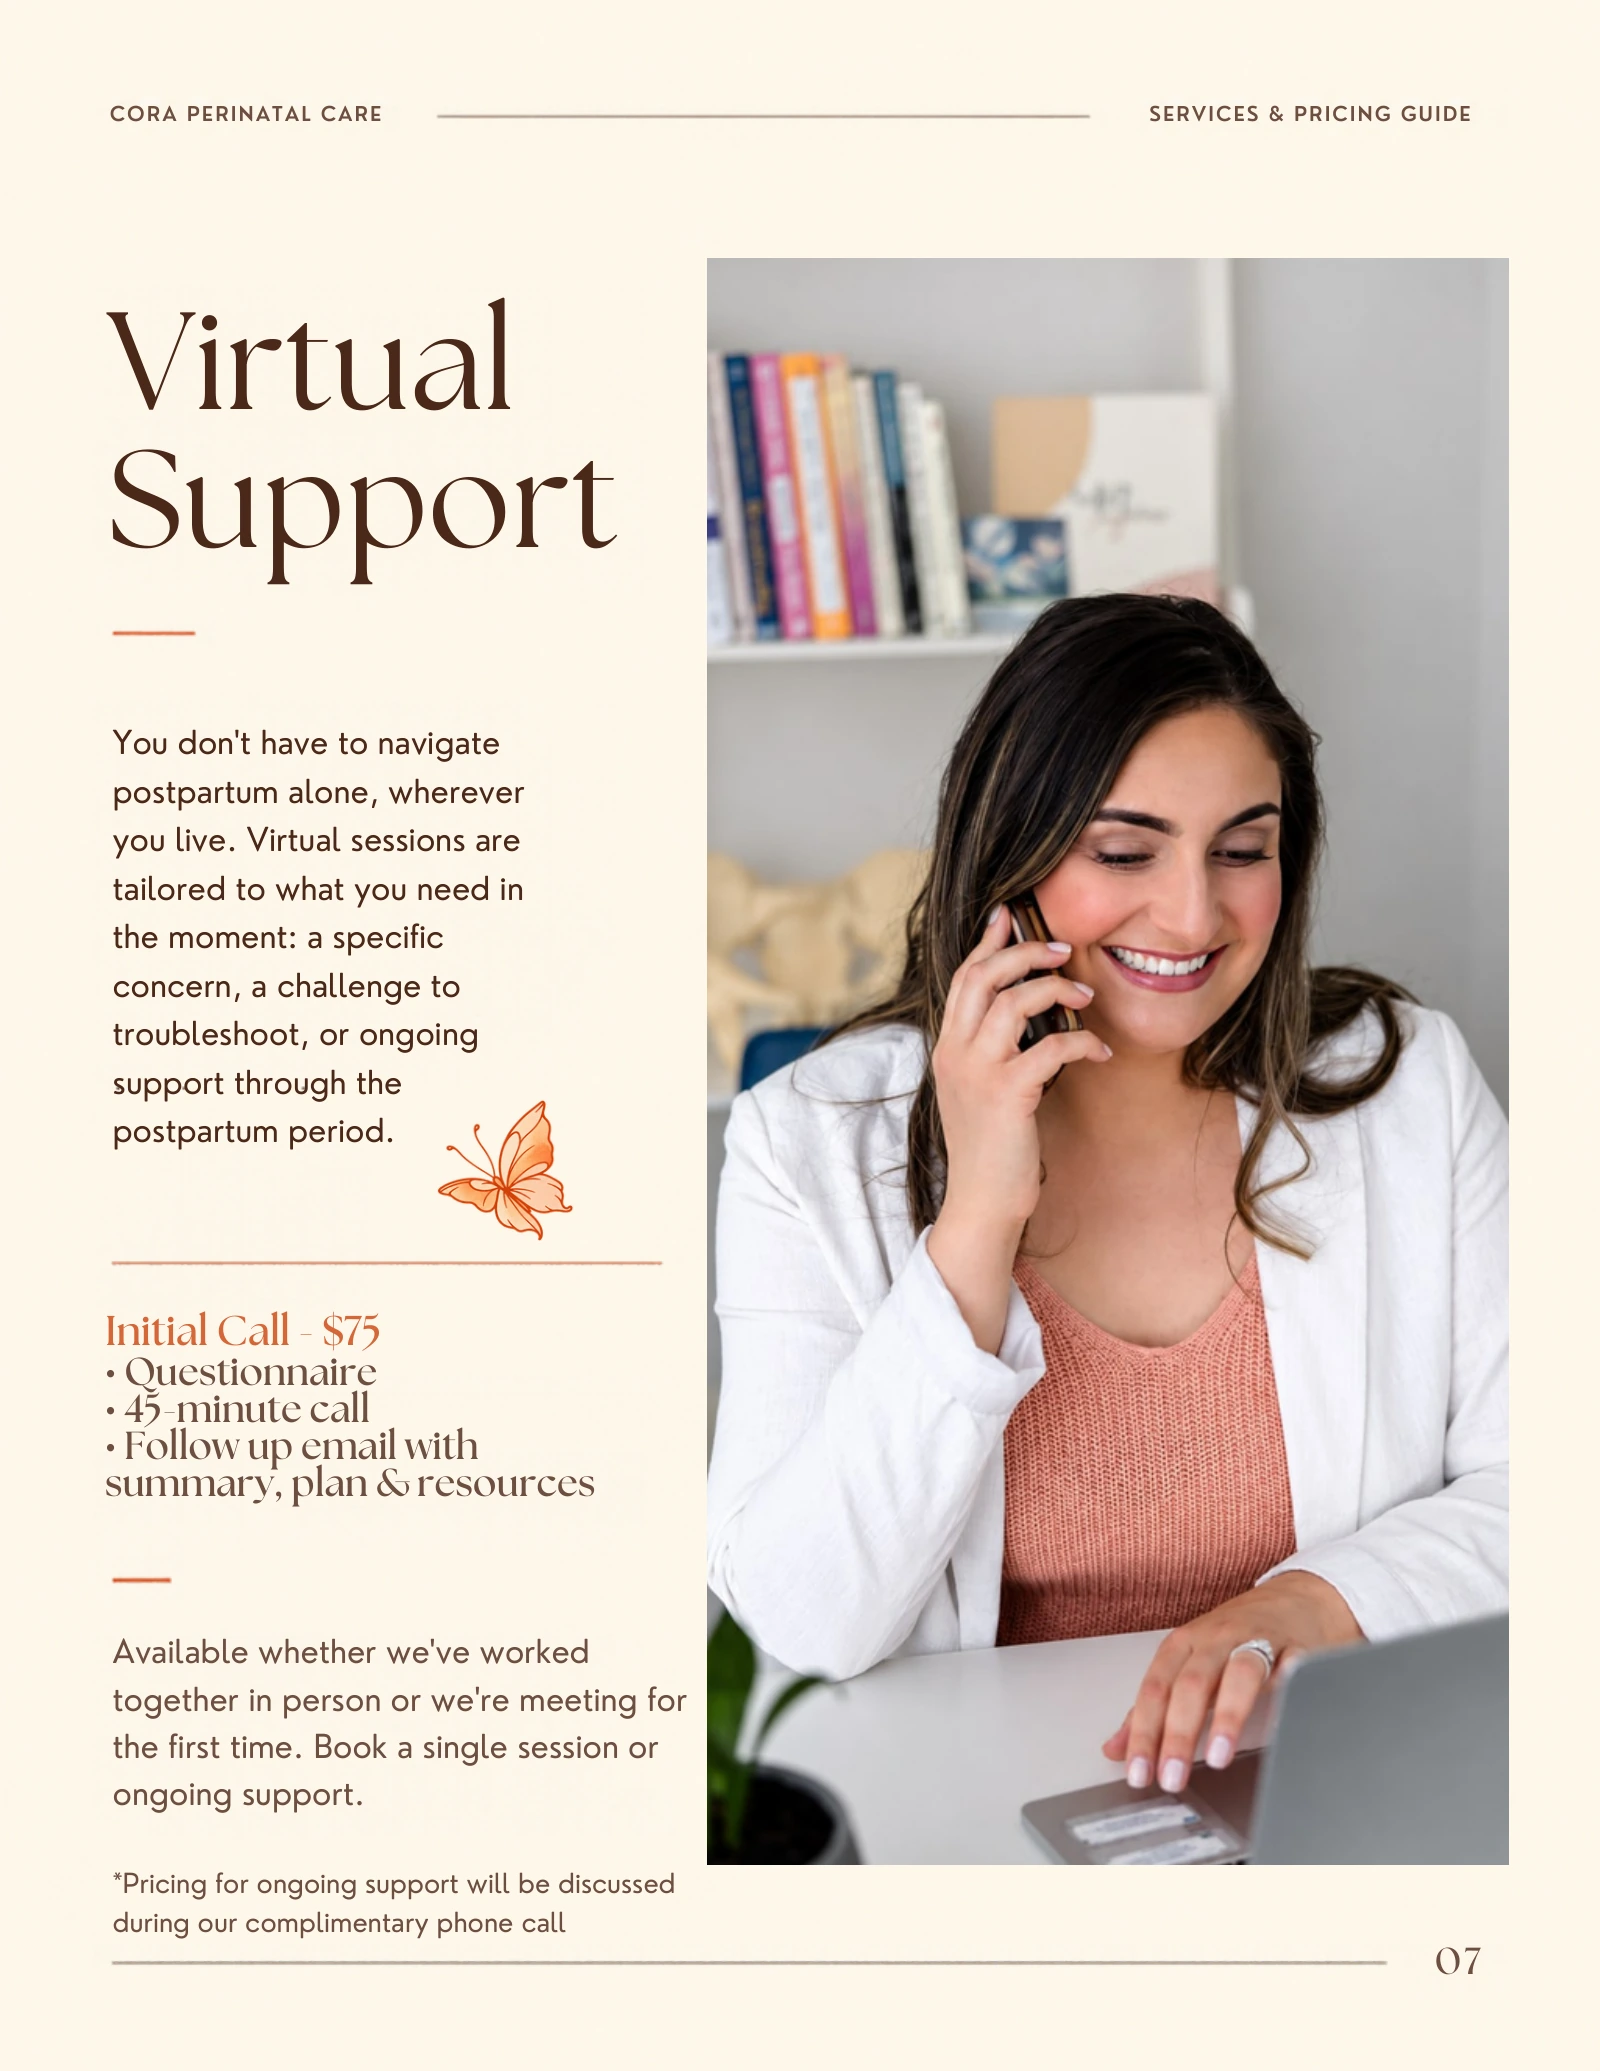 CORA PERINATAL CARE
SERVICES & PRICING GUIDE
Virtual
Support
You don't have to navigate
postpartum alone, wherever
you live. Virtual sessions are
tailored to what you need in
the moment: a specific
concern, a challenge to
troubleshoot, or ongoing
support through the
postpartum period.
Initial Call - $75
• Questionnaire
• 45-minute call
• Follow up email with
summary, plan & resources
Available whether we've worked
together in person or we're meeting for
the first time. Book a single session or
ongoing support.
*Pricing for ongoing support will be discussed
during our complimentary phone call
07